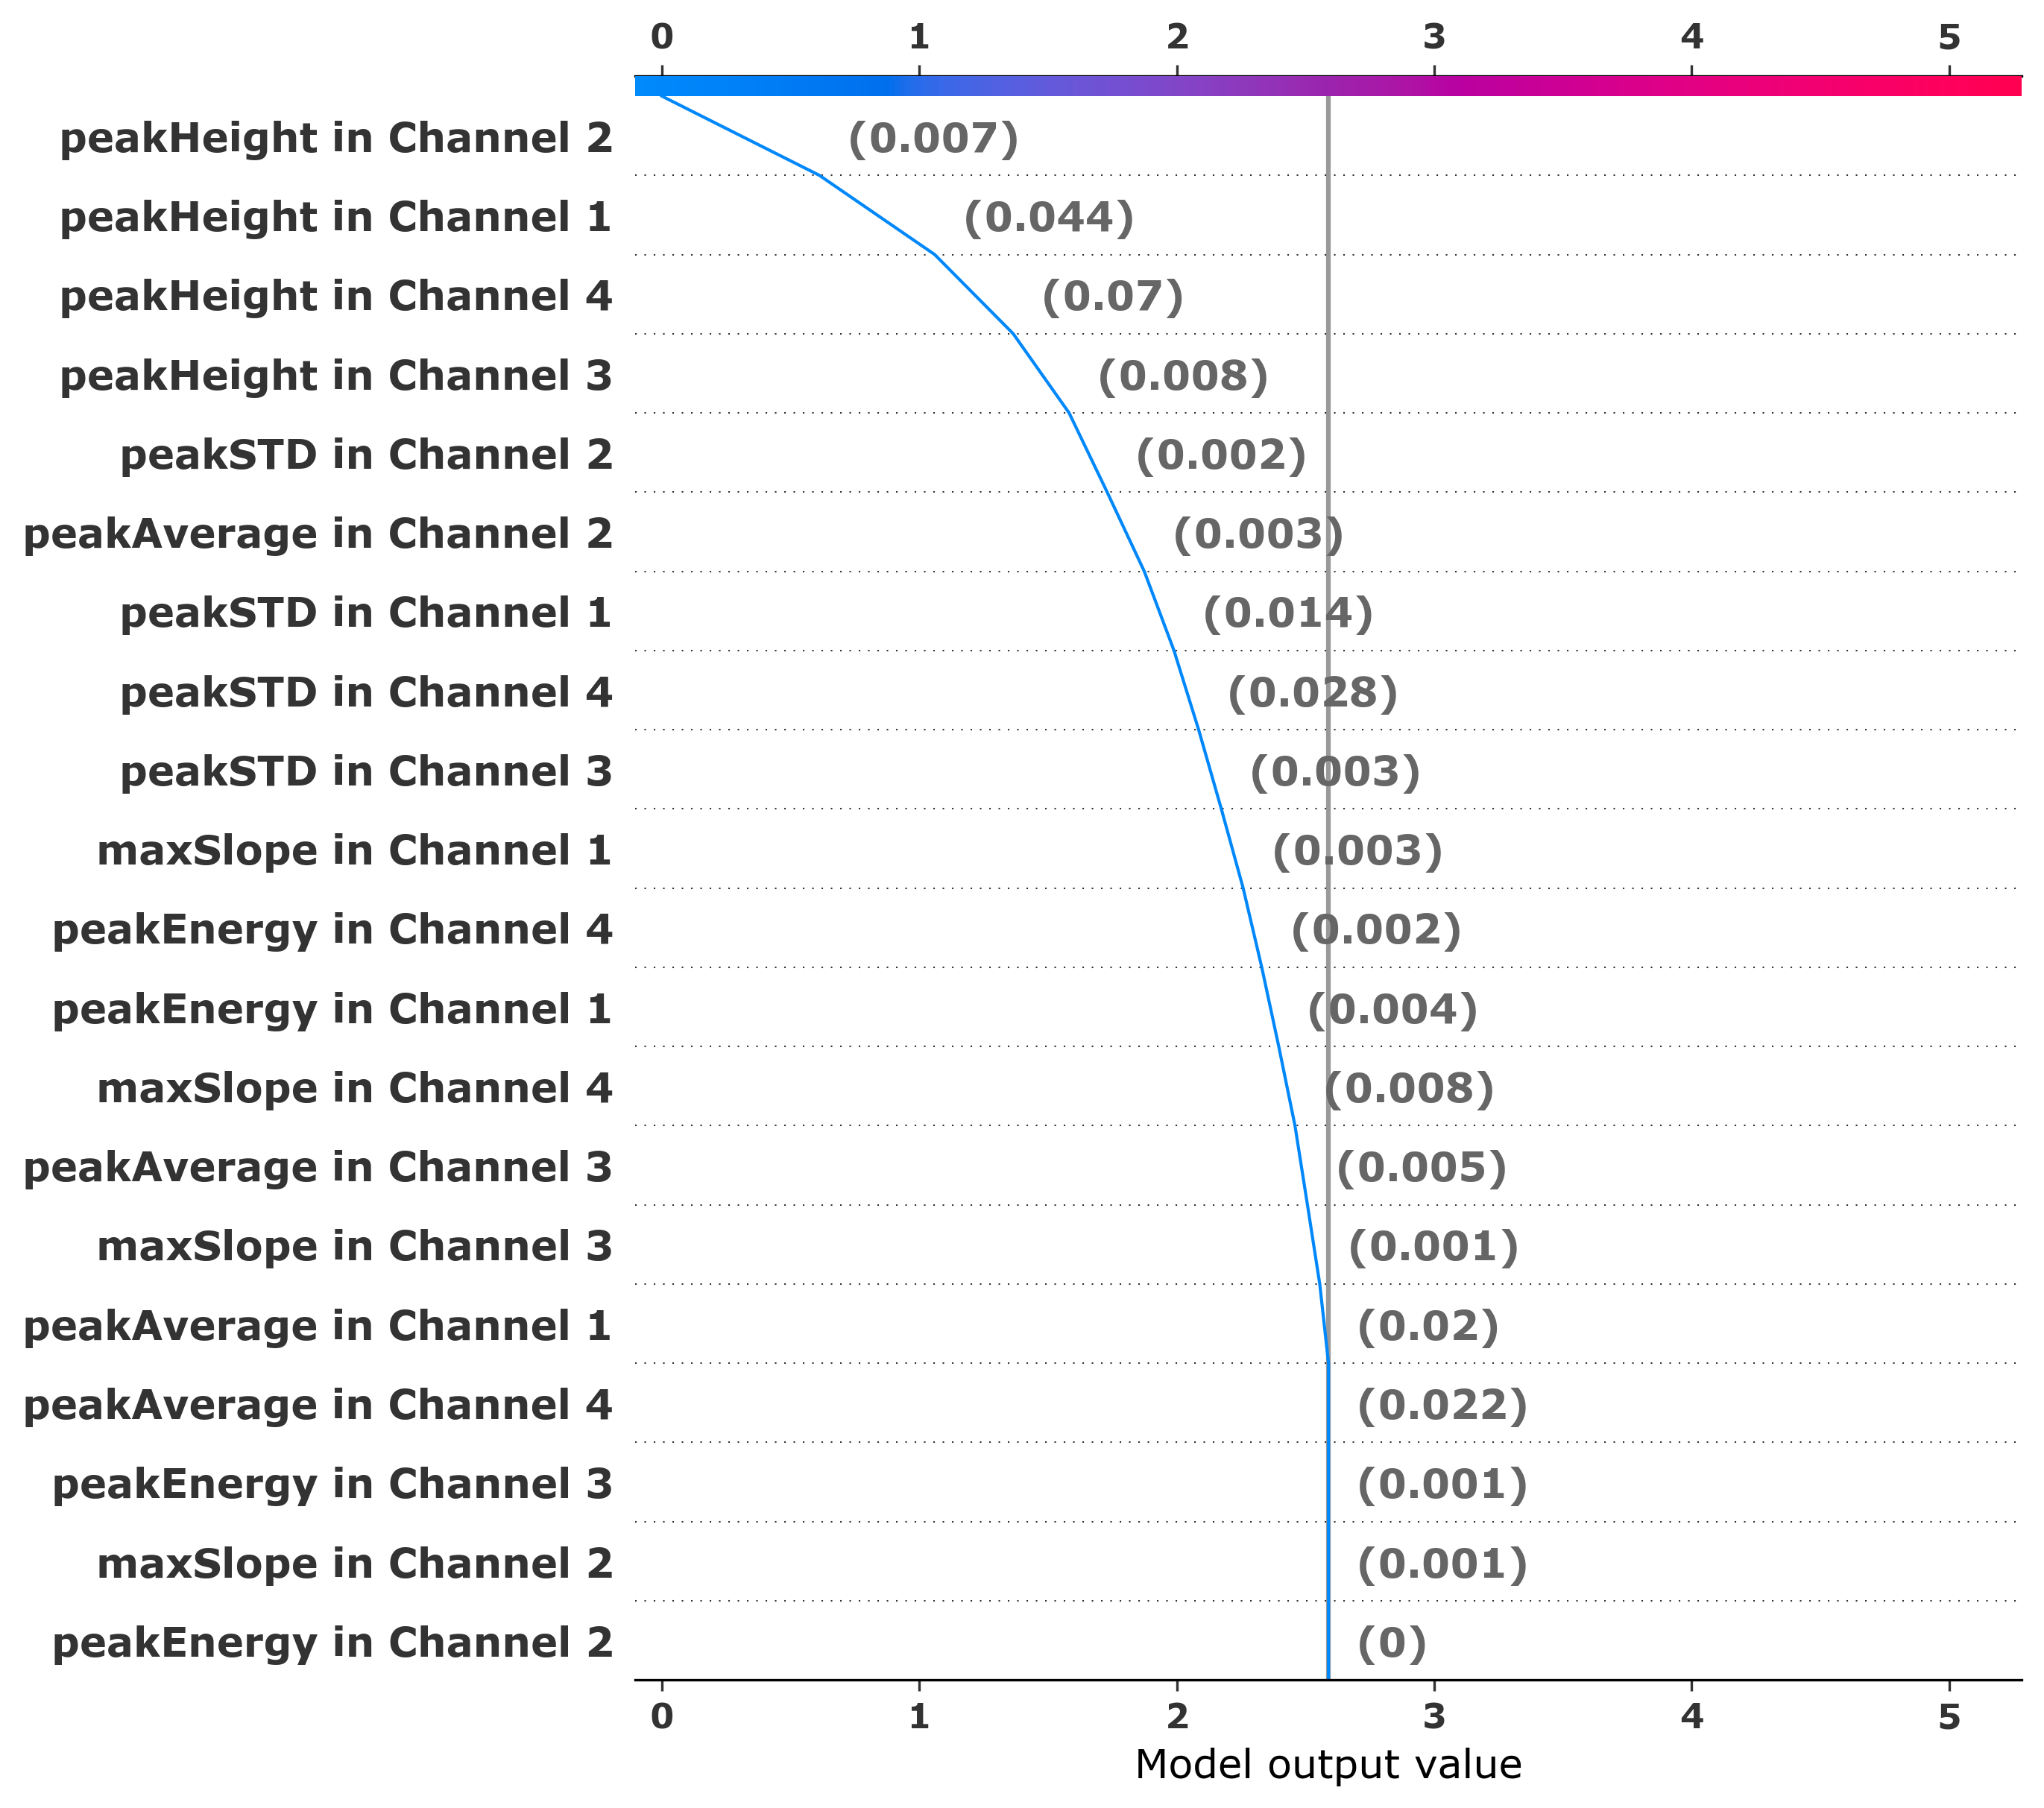 0 1 2 3 4 5
peakHeight in Channel 2 (0.007)
peakHeight in Channel 1 (0.044)
peakHeight in Channel 4 (0.07)
peakHeight in Channel 3 (0.008)
peakSTD in Channel 2 (0.002)
peakAverage in Channel 2 (0.003)
peakSTD in Channel 1 (0.014)
peakSTD in Channel 4 (0.028)
peakSTD in Channel 3 (0.003)
maxSlope in Channel 1 (0.003)
peakEnergy in Channel 4 (0.002)
peakEnergy in Channel 1 (0.004)
maxSlope in Channel 4 (0.008)
peakAverage in Channel 3 (0.005)
maxSlope in Channel 3 (0.001)
peakAverage in Channel 1 (0.02)
peakAverage in Channel 4 (0.022)
peakEnergy in Channel 3 (0.001)
maxSlope in Channel 2 (0.001)
peakEnergy in Channel 2 (0)
0 1 2 3 4 5
Model output value